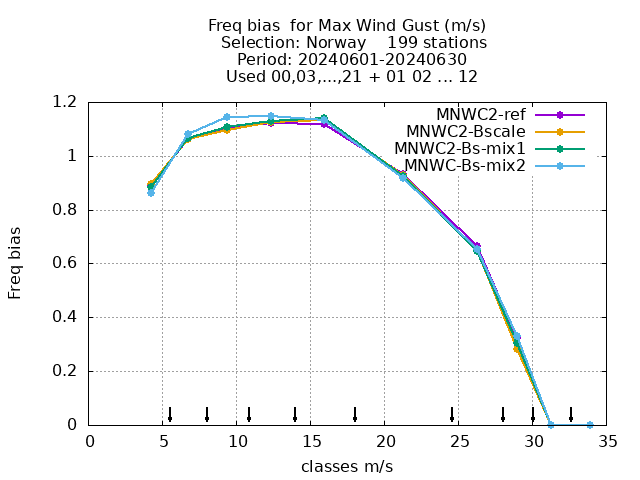 Freq bias  for Max Wind Gust (m/s)
Selection: Norway    199 stations
Period: 20240601-20240630
Used 00,03,...,21 + 01 02 ... 12
MNWC2-ref
MNWC2-Bscale
MNWC2-Bs-mix1
MNWC-Bs-mix2
Freq bias
1.2
1
0.8
0.6
0.4
0.2
0
0 5 10 15 20 25 30 35
classes m/s